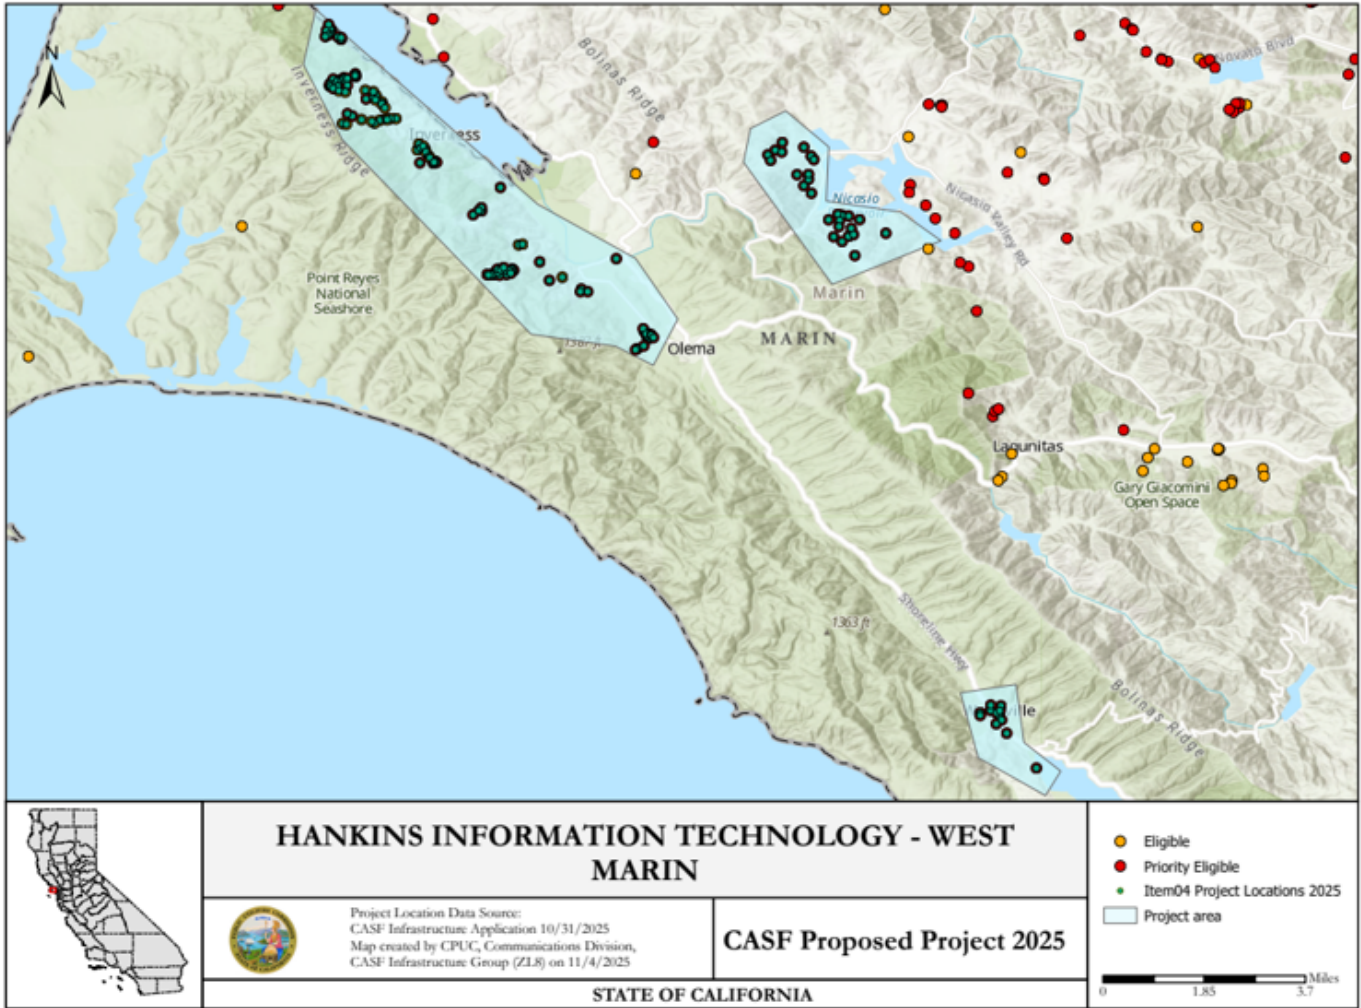 N
Inverness Ridge
Bolinas Ridge
Inverness
Novato Blvd
Nicasio
Nicasio Valley Rd
Point Reyes
National
Seashore
Marin
MARIN
Olema
Lagunitas
Gary Giacomini
Open Space
1363 ft
Shoreline Hwy
Bolinas Ridge
ville
HANKINS INFORMATION TECHNOLOGY - WEST
MARIN
Project Location Data Source:
CASF Infrastructure Application 10/31/2025
Map created by CPUC, Communications Division,
CASF Infrastructure Group (ZL8) on 11/4/2025
CASF Proposed Project 2025
STATE OF CALIFORNIA
Eligible
Priority Eligible
Item04 Project Locations 2025
Project area
Miles
0 1.85 3.7